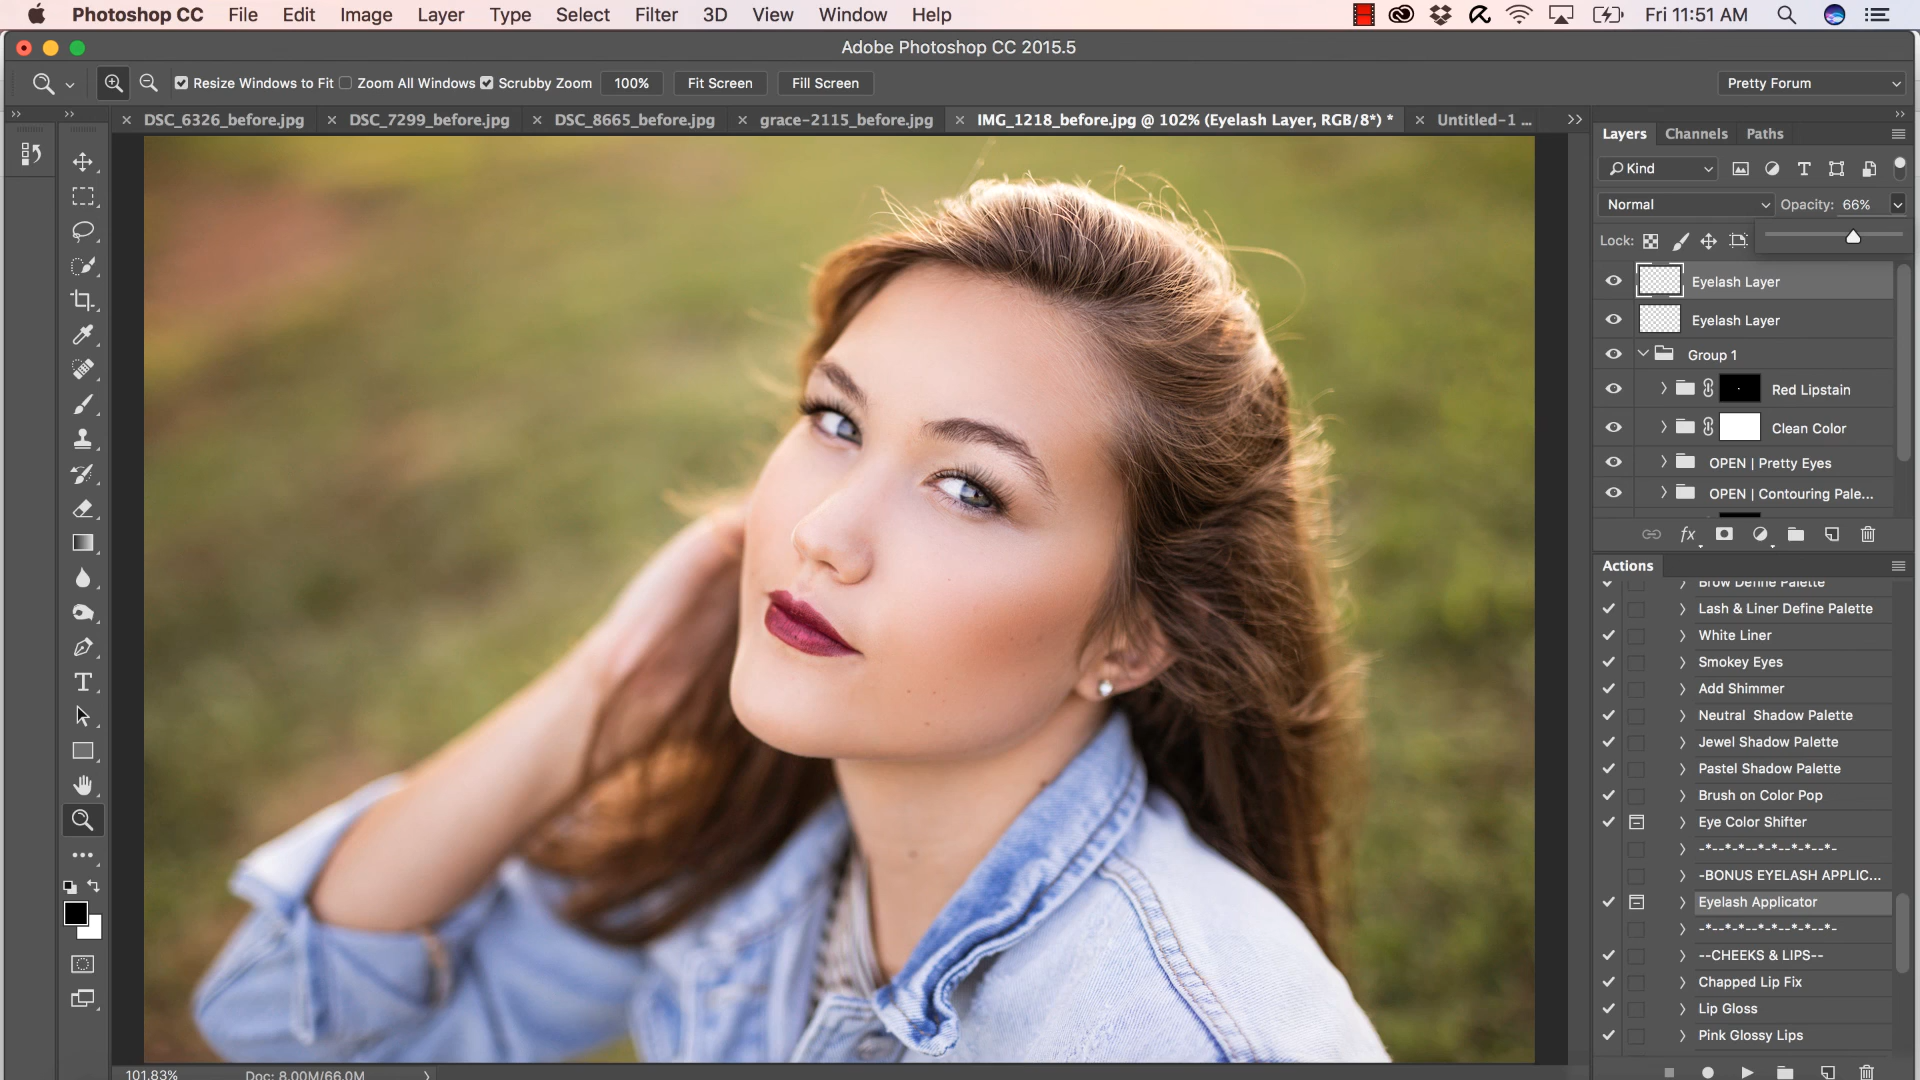 Photoshop CC File Edit Image Layer Type Select Filter 3D View Window Help Fri 11:51 AM
Adobe Photoshop CC 2015.5
Resize Windows to Fit Zoom All Windows Scrubby Zoom 100% Fit Screen Fill Screen Pretty Forum
DSC_6326_before.jpg DSC_7299_before.jpg DSC_8665_before.jpg grace-2115_before.jpg IMG_1218_before.jpg @ 102% (Eyelash Layer, RGB/8*) * Untitled-1 ...
Layers Channels Paths
Kind
Normal Opacity: 66%
Lock:
Eyelash Layer
Eyelash Layer
Group 1
Red Lipstain
Clean Color
OPEN | Pretty Eyes
OPEN | Contouring Pale...
fx
Actions
Brow Define Palette
Lash & Liner Define Palette
White Liner
Smokey Eyes
Add Shimmer
Neutral Shadow Palette
Jewel Shadow Palette
Pastel Shadow Palette
Brush on Color Pop
Eye Color Shifter
-*--*-*--*-*--*-*--*-
-BONUS EYELASH APPLIC...
Eyelash Applicator
-*--*-*--*-*--*-*--*-
--CHEEKS & LIPS--
Chapped Lip Fix
Lip Gloss
Pink Glossy Lips
101.83% Doc: 8.00M/66.0M